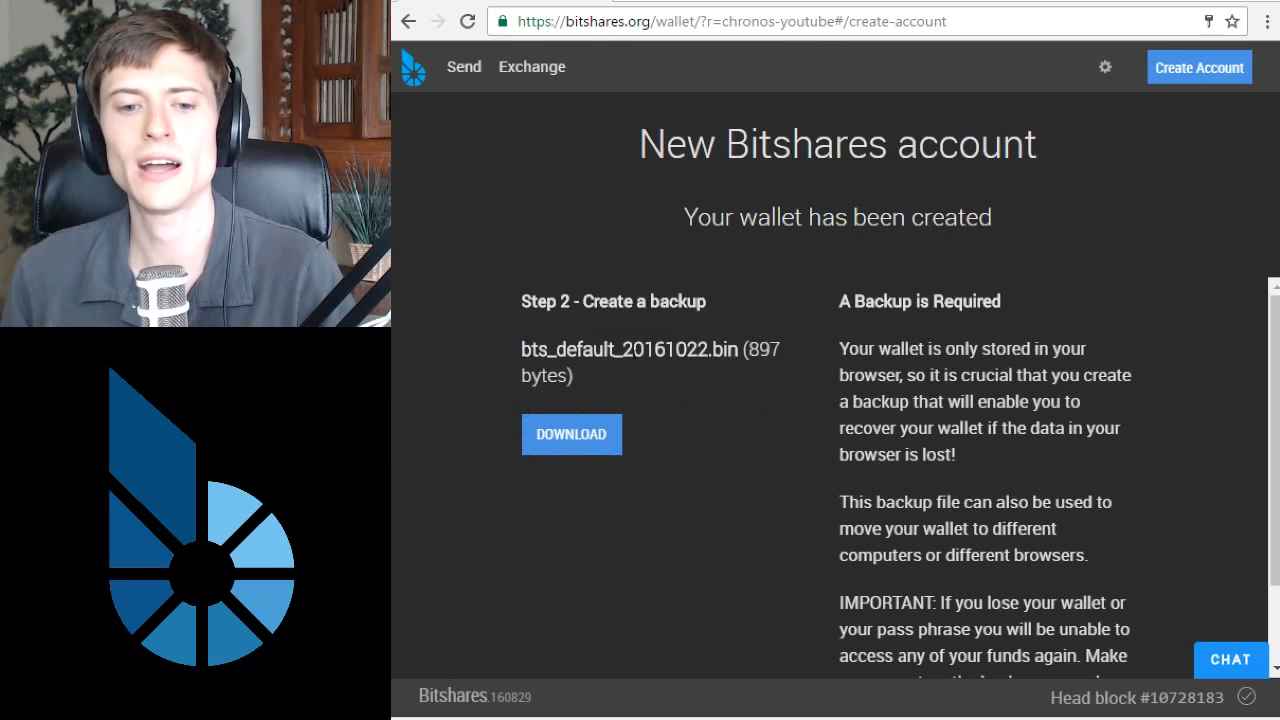 https://bitshares.org/wallet/?r=chronos-youtube#/create-account
Send Exchange Create Account
New Bitshares account
Your wallet has been created
Step 2 - Create a backup
bts_default_20161022.bin (897
bytes)
DOWNLOAD
A Backup is Required
Your wallet is only stored in your
browser, so it is crucial that you create
a backup that will enable you to
recover your wallet if the data in your
browser is lost!
This backup file can also be used to
move your wallet to different
computers or different browsers.
IMPORTANT: If you lose your wallet or
your pass phrase you will be unable to
access any of your funds again. Make
CHAT
Bitshares.160829
Head block #10728183